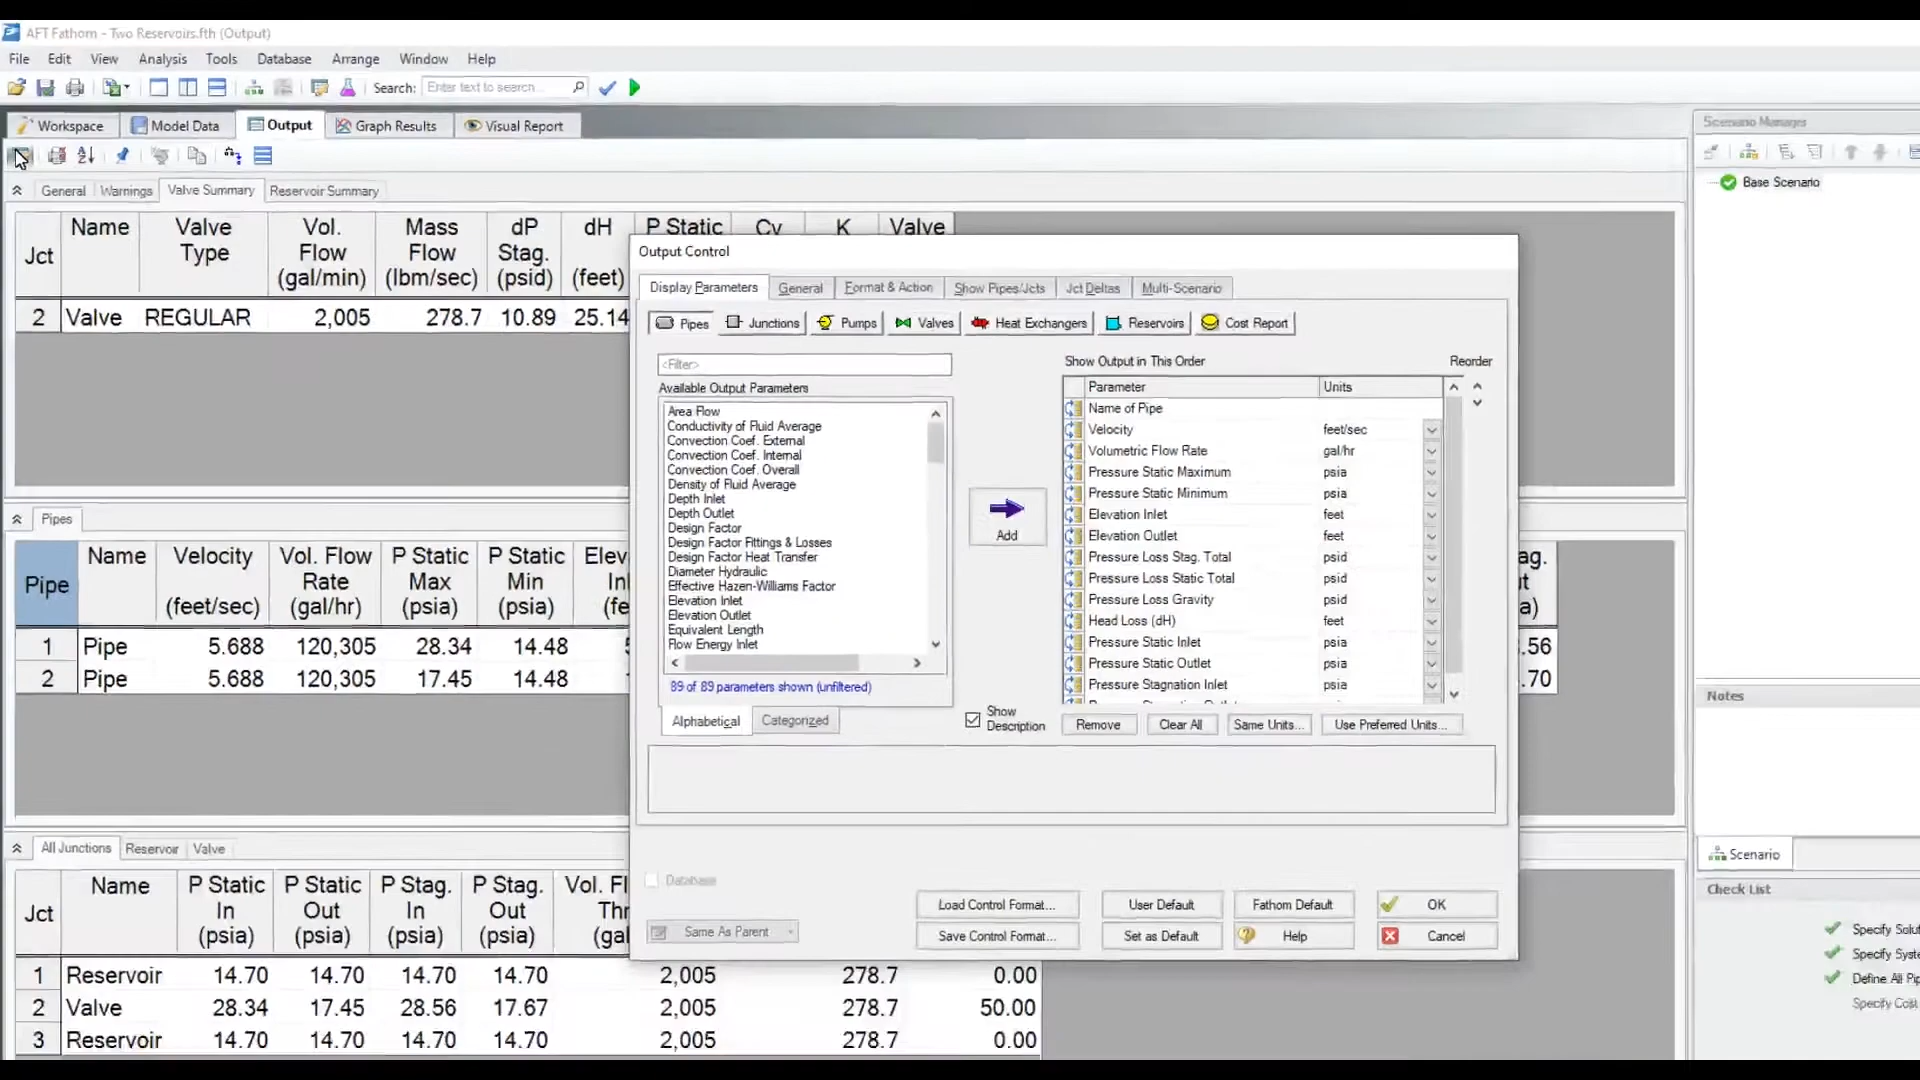 AFT Fathom - Two Reservoirs.fth (Output)
File Edit View Analysis Tools Database Arrange Window Help
Search: Enter text to search...
Workspace Model Data Output Graph Results Visual Report
General Warnings Valve Summary Reservoir Summary
Jct Name Valve Type Vol. Flow (gal/min) Mass Flow (lbm/sec) dP Stag. (psid) dH (feet) P Static Cv K Valve
2 Valve REGULAR 2,005 278.7 10.89 25.14
Pipes
Pipe Name Velocity (feet/sec) Vol. Flow Rate (gal/hr) P Static Max (psia) P Static Min (psia)
1 Pipe 5.688 120,305 28.34 14.48 .56
2 Pipe 5.688 120,305 17.45 14.48 .70
All Junctions Reservoir Valve
Jct Name P Static In (psia) P Static Out (psia) P Stag. In (psia) P Stag. Out (psia)
1 Reservoir 14.70 14.70 14.70 14.70 2,005 278.7 0.00
2 Valve 28.34 17.45 28.56 17.67 2,005 278.7 50.00
3 Reservoir 14.70 14.70 14.70 14.70 2,005 278.7 0.00
Output Control
Display Parameters General Format & Action Show Pipes/Jcts Jct Deltas Multi-Scenario
Pipes Junctions Pumps Valves Heat Exchangers Reservoirs Cost Report
<Filter>
Available Output Parameters
Area Flow
Conductivity of Fluid Average
Convection Coef. External
Convection Coef. Internal
Convection Coef. Overall
Density of Fluid Average
Depth Inlet
Depth Outlet
Design Factor
Design Factor Fittings & Losses
Design Factor Heat Transfer
Diameter Hydraulic
Effective Hazen-Williams Factor
Elevation Inlet
Elevation Outlet
Equivalent Length
Flow Energy Inlet
89 of 89 parameters shown (unfiltered)
Alphabetical Categorized
Add
Show Description
Show Output in This Order Reorder
Parameter Units
Name of Pipe
Velocity feet/sec
Volumetric Flow Rate gal/hr
Pressure Static Maximum psia
Pressure Static Minimum psia
Elevation Inlet feet
Elevation Outlet feet
Pressure Loss Stag. Total psid
Pressure Loss Static Total psid
Pressure Loss Gravity psid
Head Loss (dH) feet
Pressure Static Inlet psia
Pressure Static Outlet psia
Pressure Stagnation Inlet psia
Remove Clear All Same Units... Use Preferred Units...
Database
Same As Parent
Load Control Format... User Default Fathom Default OK
Save Control Format... Set as Default Help Cancel
Scenario Manager
Base Scenario
Notes
Scenario
Check List
Specify Solu
Specify Syste
Define All Pip
Specify Cost